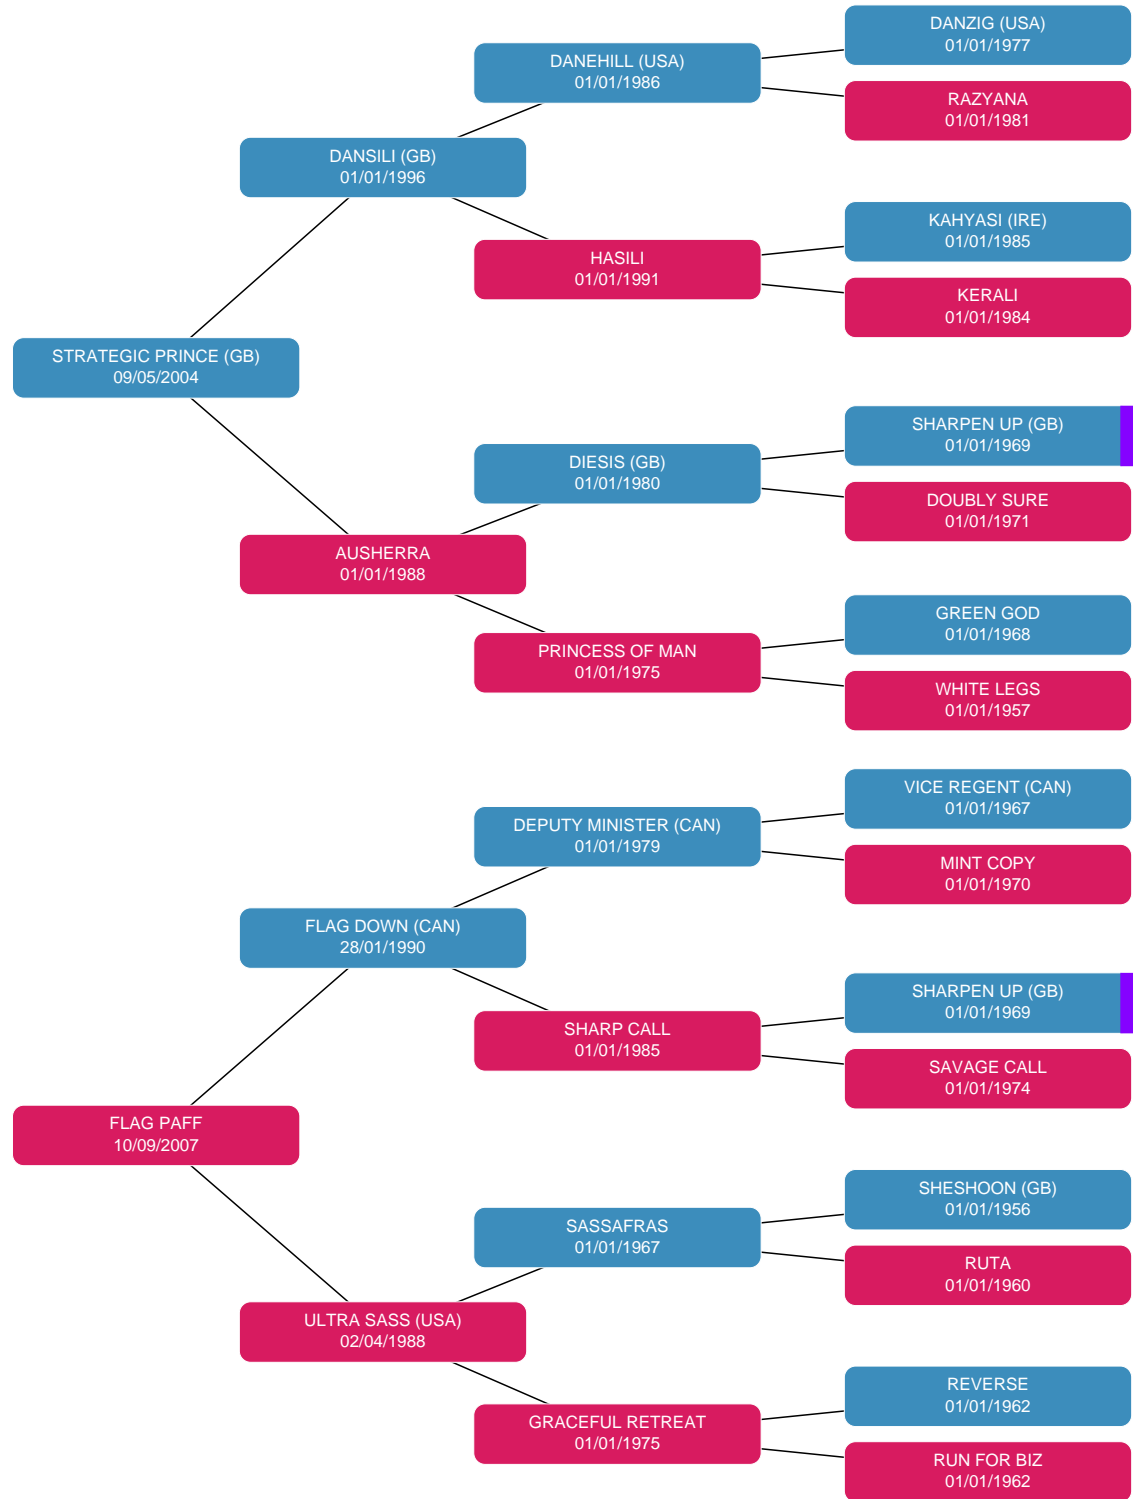 DANZIG (USA)
01/01/1977
DANEHILL (USA)
01/01/1986
RAZYANA
01/01/1981
DANSILI (GB)
01/01/1996
KAHYASI (IRE)
01/01/1985
HASILI
01/01/1991
KERALI
01/01/1984
STRATEGIC PRINCE (GB)
09/05/2004
SHARPEN UP (GB)
01/01/1969
DIESIS (GB)
01/01/1980
DOUBLY SURE
01/01/1971
AUSHERRA
01/01/1988
GREEN GOD
01/01/1968
PRINCESS OF MAN
01/01/1975
WHITE LEGS
01/01/1957
VICE REGENT (CAN)
01/01/1967
DEPUTY MINISTER (CAN)
01/01/1979
MINT COPY
01/01/1970
FLAG DOWN (CAN)
28/01/1990
SHARPEN UP (GB)
01/01/1969
SHARP CALL
01/01/1985
SAVAGE CALL
01/01/1974
FLAG PAFF
10/09/2007
SHESHOON (GB)
01/01/1956
SASSAFRAS
01/01/1967
RUTA
01/01/1960
ULTRA SASS (USA)
02/04/1988
REVERSE
01/01/1962
GRACEFUL RETREAT
01/01/1975
RUN FOR BIZ
01/01/1962